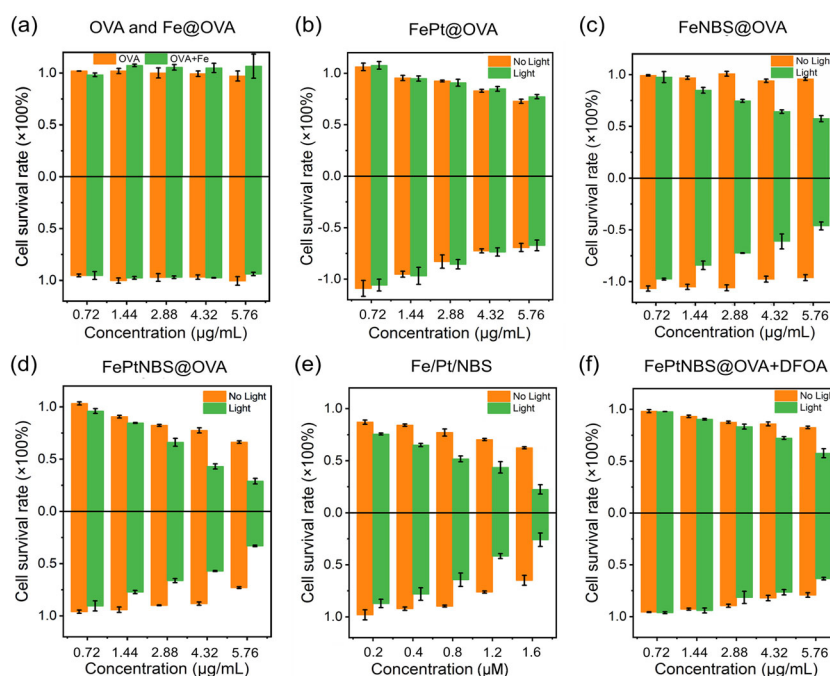 (a) OVA and Fe@OVA
OVA OVA+Fe
Cell survival rate (×100%)
1.0
0.5
0.0
0.5
1.0
0.72 1.44 2.88 4.32 5.76
Concentration (µg/mL)
(b) FePt@OVA
No Light
Light
Cell survival rate (×100%)
1.0
0.5
0.0
-0.5
-1.0
0.72 1.44 2.88 4.32 5.76
Concentration (µg/mL)
(c) FeNBS@OVA
No Light
Light
Cell survival rate (×100%)
1.0
0.5
0.0
-0.5
-1.0
0.72 1.44 2.88 4.32 5.76
Concentration (µg/mL)
(d) FePtNBS@OVA
No Light
Light
Cell survival rate (×100%)
1.0
0.5
0.0
0.5
1.0
0.72 1.44 2.88 4.32 5.76
Concentration (µg/mL)
(e) Fe/Pt/NBS
No Light
Light
Cell survival rate (×100%)
1.0
0.5
0.0
0.5
1.0
0.2 0.4 0.8 1.2 1.6
Concentration (µM)
(f) FePtNBS@OVA+DFOA
No Light
Light
Cell survival rate (×100%)
1.0
0.5
0.0
0.5
1.0
0.72 1.44 2.88 4.32 5.76
Concentration (µg/mL)